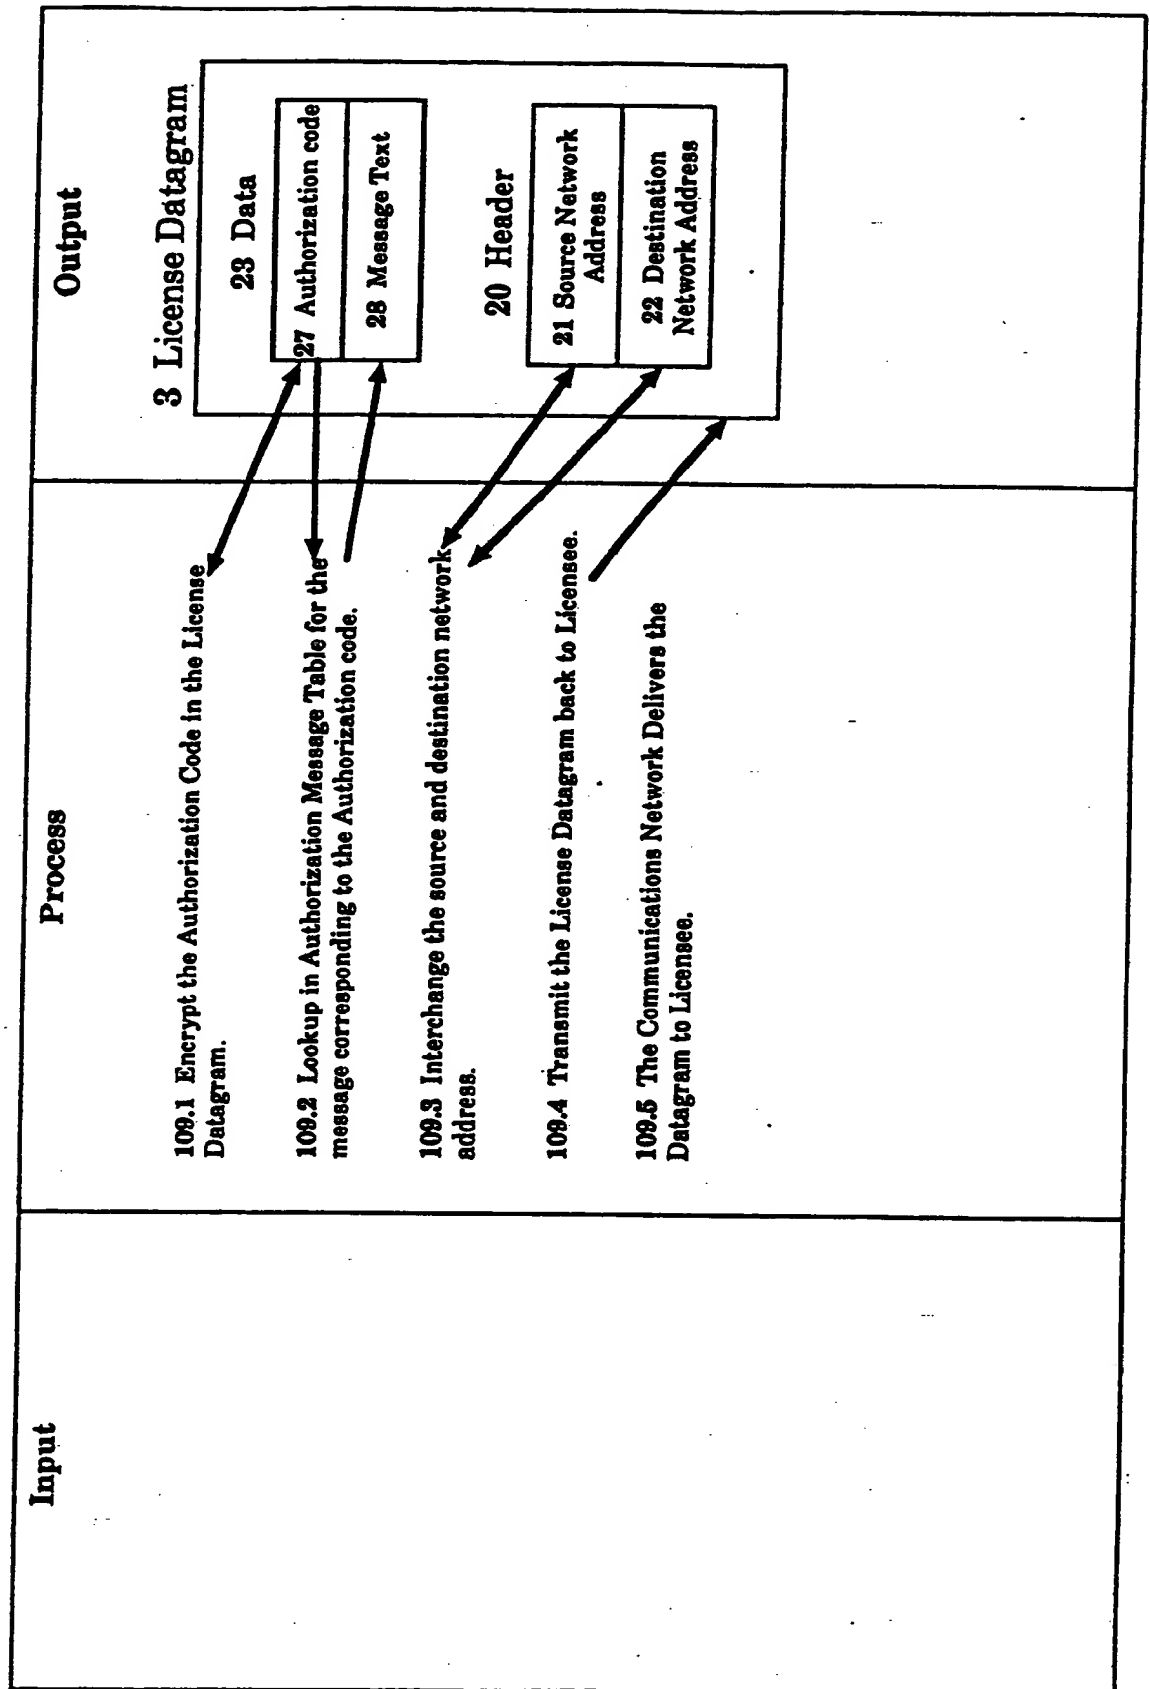 Input
Process
Output
109.1 Encrypt the Authorization Code in the License
Datagram.
109.2 Lookup in Authorization Message Table for the
message corresponding to the Authorization code.
109.3 Interchange the source and destination network
address.
109.4 Transmit the License Datagram back to Licensee.
109.5 The Communications Network Delivers the
Datagram to Licensee.
3 License Datagram
23 Data
27 Authorization code
28 Message Text
20 Header
21 Source Network
Address
22 Destination
Network Address